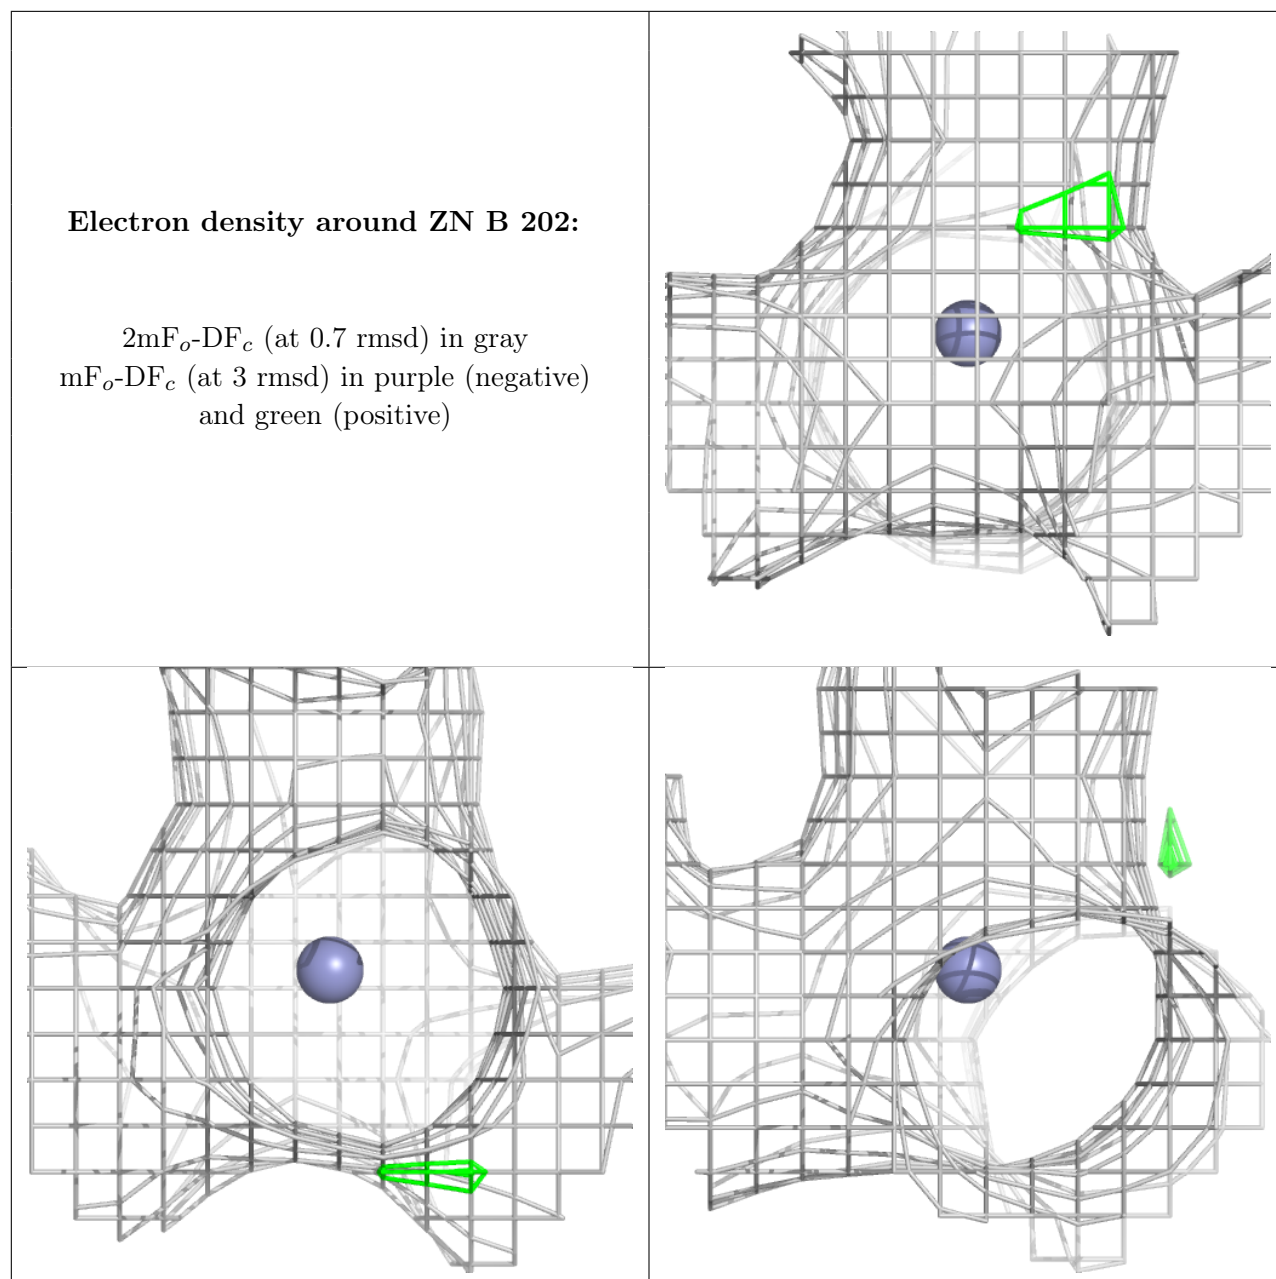 Electron density around ZN B 202:
2mFo-DFc (at 0.7 rmsd) in gray
mFo-DFc (at 3 rmsd) in purple (negative)
and green (positive)